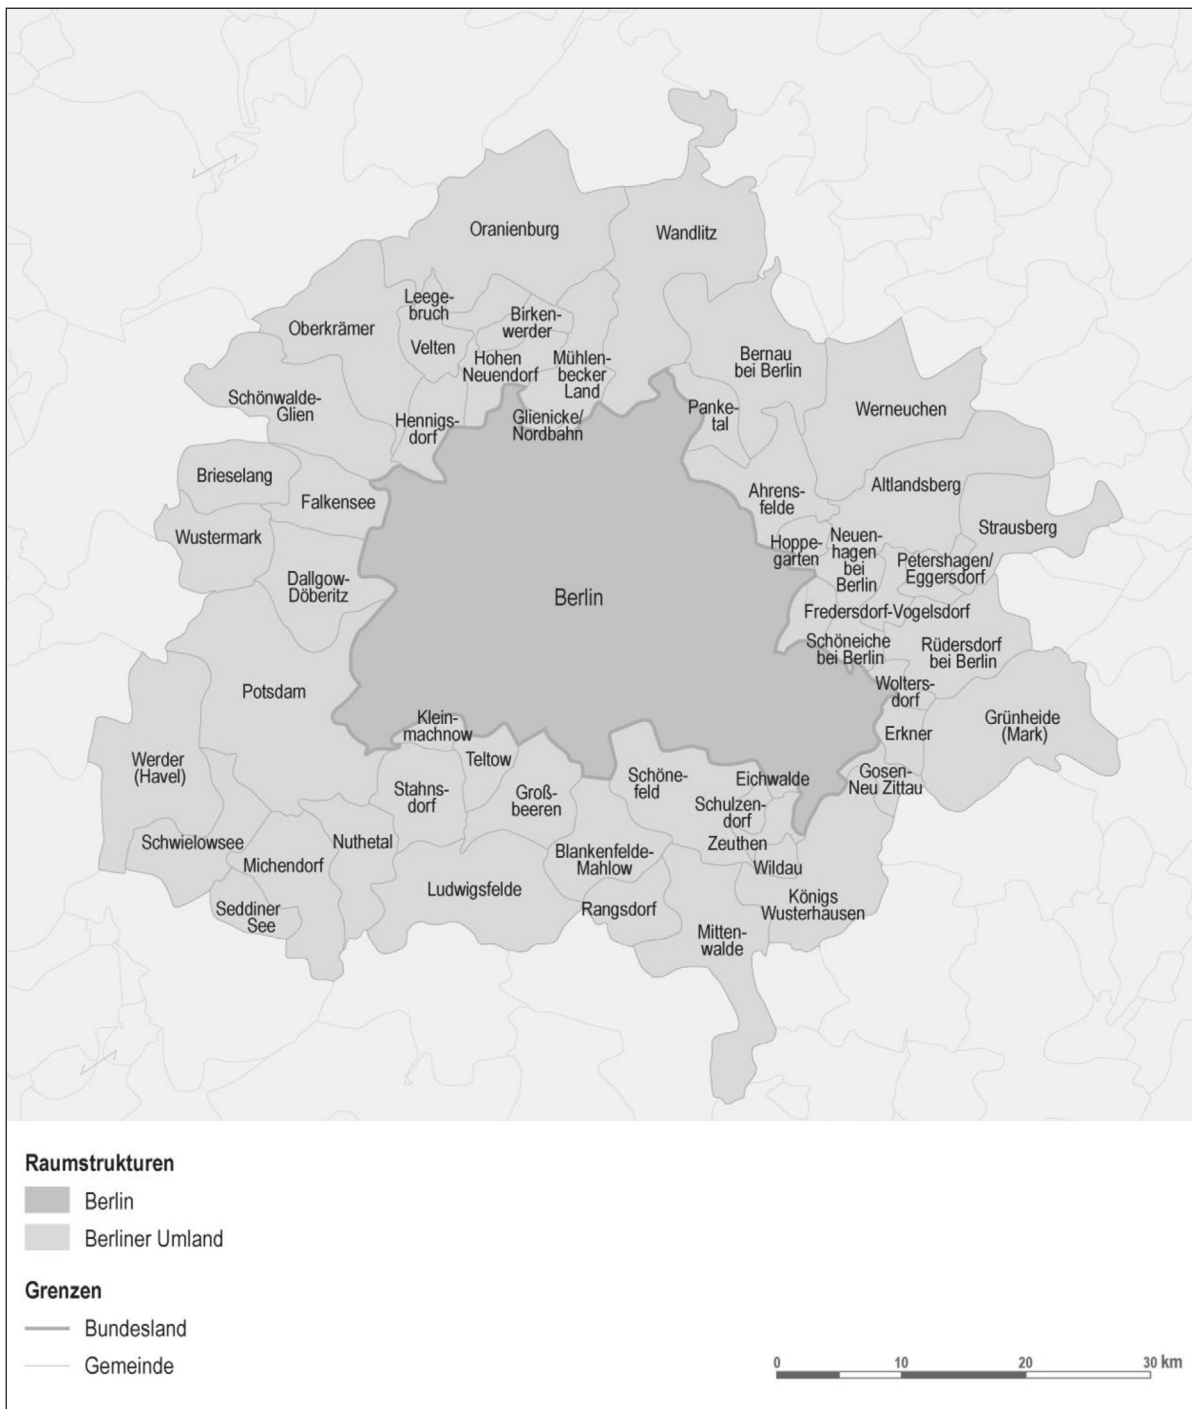 Oranienburg
Wandlitz
Leege-
bruch
Birken-
werder
Oberkrämer
Velten
Hohen
Neuendorf
Mühlen-
becker
Land
Bernau
bei Berlin
Schönwalde-
Glien
Hennigs-
dorf
Glienicke/
Nordbahn
Panke-
tal
Werneuchen
Brieselang
Falkensee
Ahrens-
felde
Altlandsberg
Wustermark
Hoppe-
garten
Neuen-
hagen
bei
Berlin
Strausberg
Petershagen/
Eggersdorf
Dallgow-
Döberitz
Berlin
Fredersdorf-Vogelsdorf
Schöneiche
bei Berlin
Rüdersdorf
bei Berlin
Potsdam
Klein-
machnow
Wolters-
dorf
Grünheide
(Mark)
Erkner
Werder
(Havel)
Teltow
Stahns-
dorf
Groß-
beeren
Schöne-
feld
Eichwalde
Gosen-
Neu Zittau
Schulzen-
dorf
Schwielowsee
Nuthetal
Zeuthen
Michendorf
Blankenfelde-
Mahlow
Wildau
Ludwigsfelde
Königs
Wusterhausen
Seddiner
See
Rangsdorf
Mitten-
walde
Raumstrukturen
Berlin
Berliner Umland
Grenzen
Bundesland
Gemeinde
0 10 20 30 km